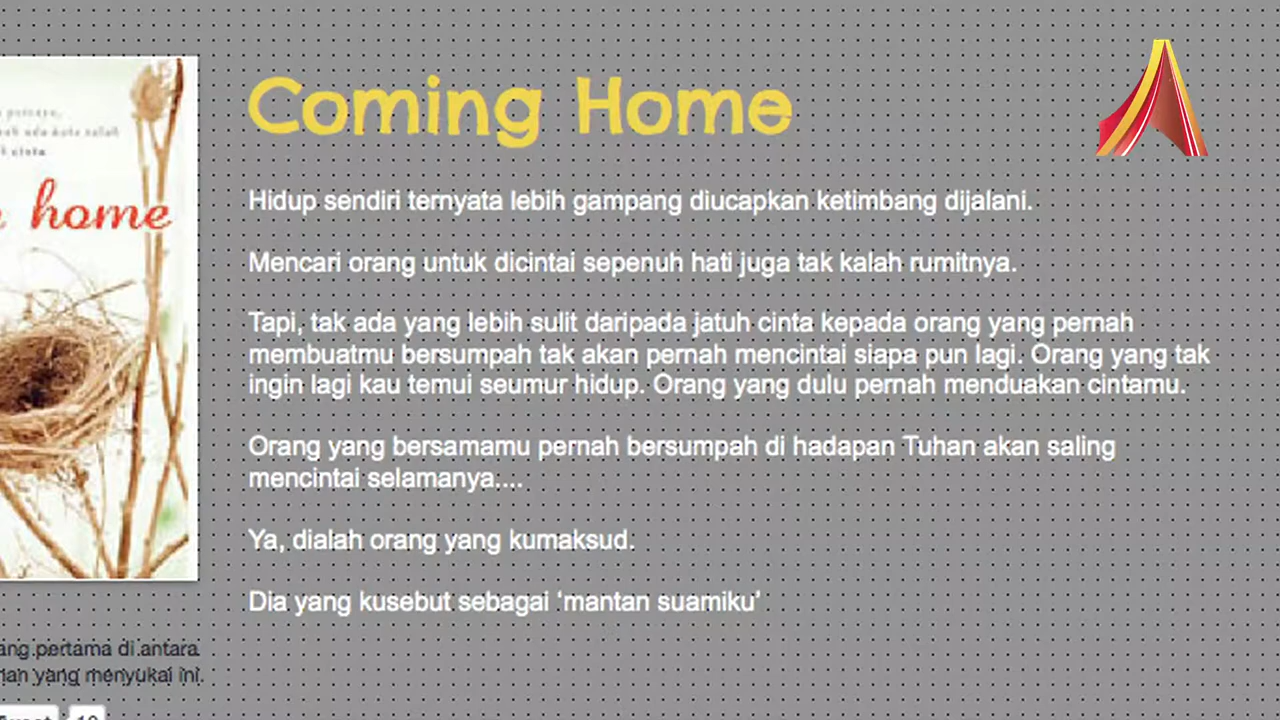 Coming Home
home
cinta
Hidup sendiri ternyata lebih gampang diucapkan ketimbang dijalani.
Mencari orang untuk dicintai sepenuh hati juga tak kalah rumitnya.
Tapi, tak ada yang lebih sulit daripada jatuh cinta kepada orang yang pernah
membuatmu bersumpah tak akan pernah mencintai siapa pun lagi. Orang yang tak
ingin lagi kau temui seumur hidup. Orang yang dulu pernah menduakan cintamu.
Orang yang bersamamu pernah bersumpah di hadapan Tuhan akan saling
mencintai selamanya....
Ya, dialah orang yang kumaksud.
Dia yang kusebut sebagai ‘mantan suamiku’
ang pertama di antara
yang menyukai ini.